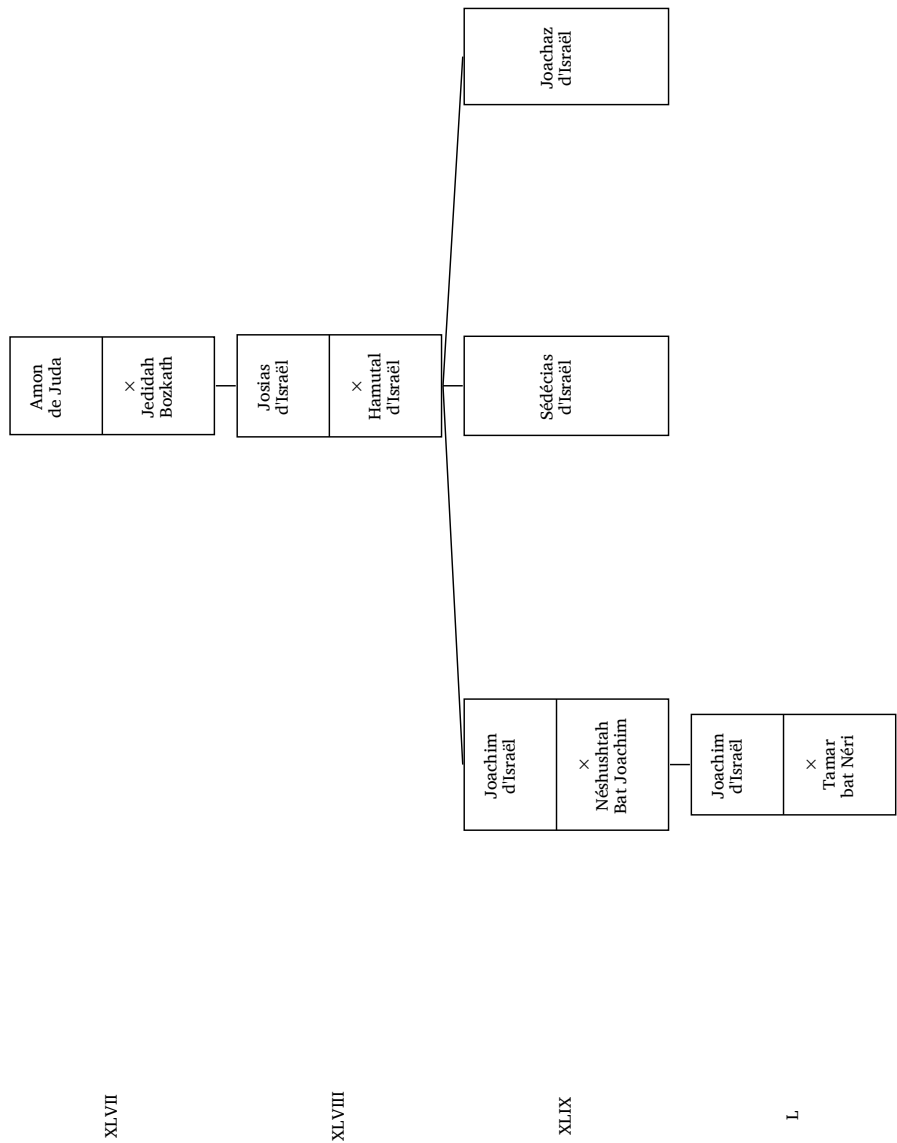 XLVII
Amon
de Juda
×
Jedidah
Bozkath
XLVIII
Josias
d'Israël
×
Hamutal
d'Israël
XLIX
Joachim
d'Israël
×
Néshushtah
Bat Joachim
Sédécias
d'Israël
Joachaz
d'Israël
L
Joachim
d'Israël
×
Tamar
bat Néri